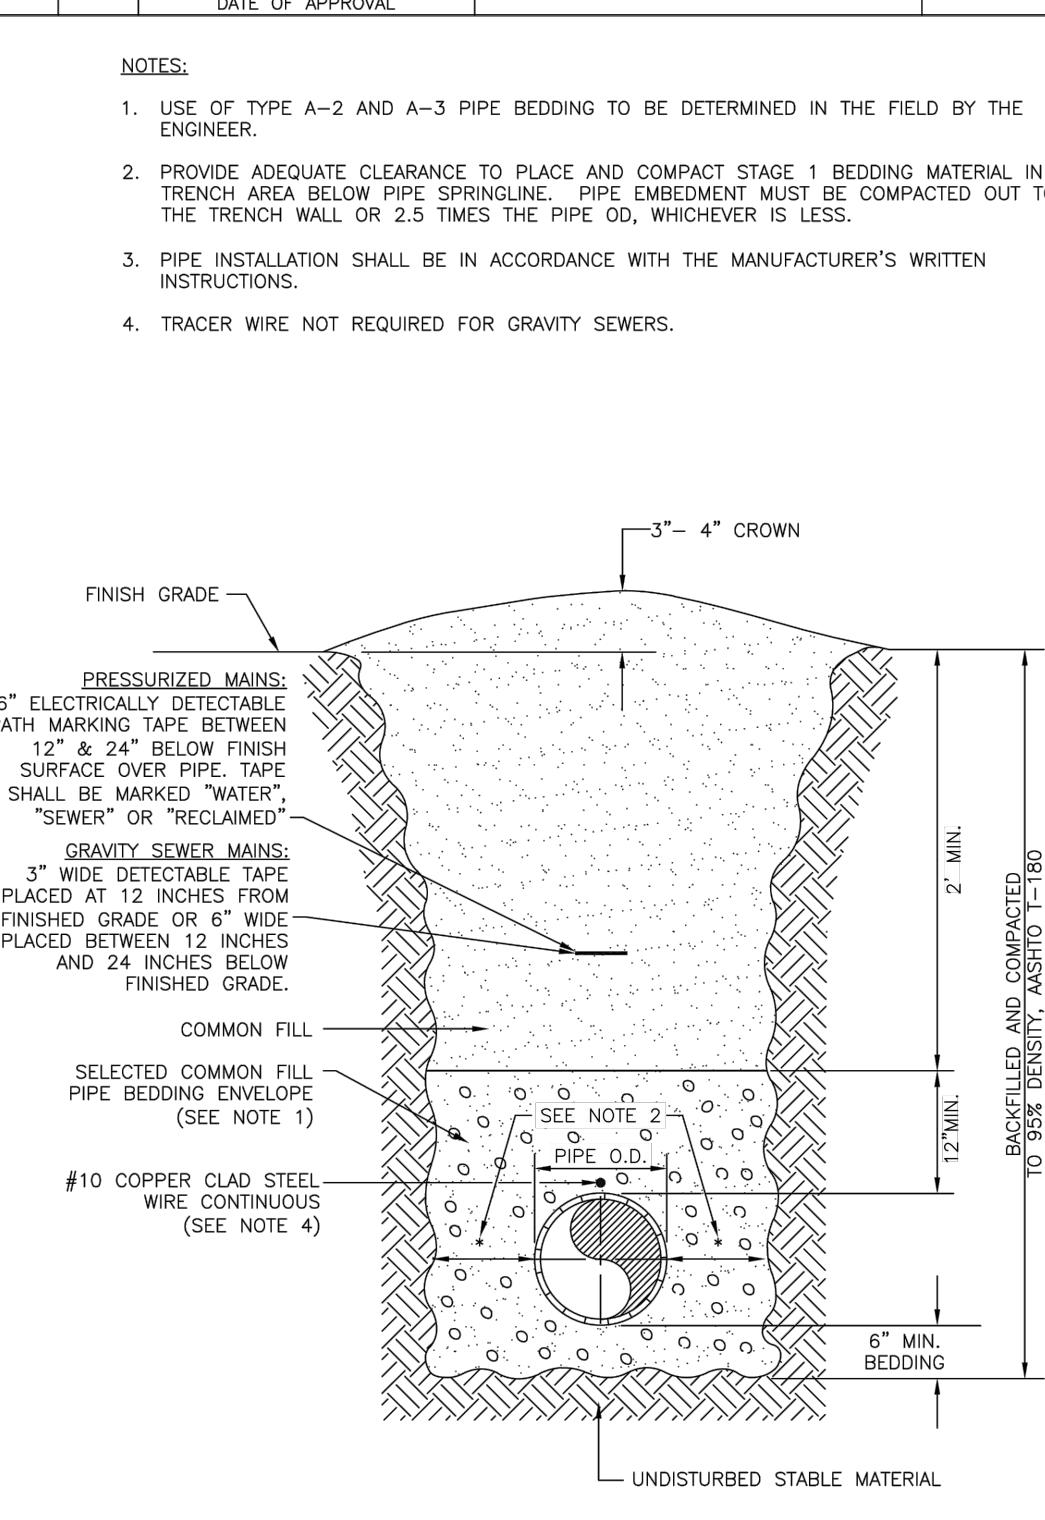 DATE OF APPROVAL
NOTES:
1. USE OF TYPE A-2 AND A-3 PIPE BEDDING TO BE DETERMINED IN THE FIELD BY THE
ENGINEER.
2. PROVIDE ADEQUATE CLEARANCE TO PLACE AND COMPACT STAGE 1 BEDDING MATERIAL IN
TRENCH AREA BELOW PIPE SPRINGLINE. PIPE EMBEDMENT MUST BE COMPACTED OUT TO
THE TRENCH WALL OR 2.5 TIMES THE PIPE OD, WHICHEVER IS LESS.
3. PIPE INSTALLATION SHALL BE IN ACCORDANCE WITH THE MANUFACTURER'S WRITTEN
INSTRUCTIONS.
4. TRACER WIRE NOT REQUIRED FOR GRAVITY SEWERS.
3"- 4" CROWN
FINISH GRADE
PRESSURIZED MAINS:
6" ELECTRICALLY DETECTABLE
PATH MARKING TAPE BETWEEN
12" & 24" BELOW FINISH
SURFACE OVER PIPE. TAPE
SHALL BE MARKED "WATER",
"SEWER" OR "RECLAIMED"
GRAVITY SEWER MAINS:
3" WIDE DETECTABLE TAPE
PLACED AT 12 INCHES FROM
FINISHED GRADE OR 6" WIDE
PLACED BETWEEN 12 INCHES
AND 24 INCHES BELOW
FINISHED GRADE.
COMMON FILL
SELECTED COMMON FILL
PIPE BEDDING ENVELOPE
(SEE NOTE 1)
#10 COPPER CLAD STEEL
WIRE CONTINUOUS
(SEE NOTE 4)
SEE NOTE 2
PIPE O.D.
* *
2' MIN.
12"MIN.
BACKFILLED AND COMPACTED
TO 95% DENSITY, AASHTO T-180
6" MIN.
BEDDING
UNDISTURBED STABLE MATERIAL